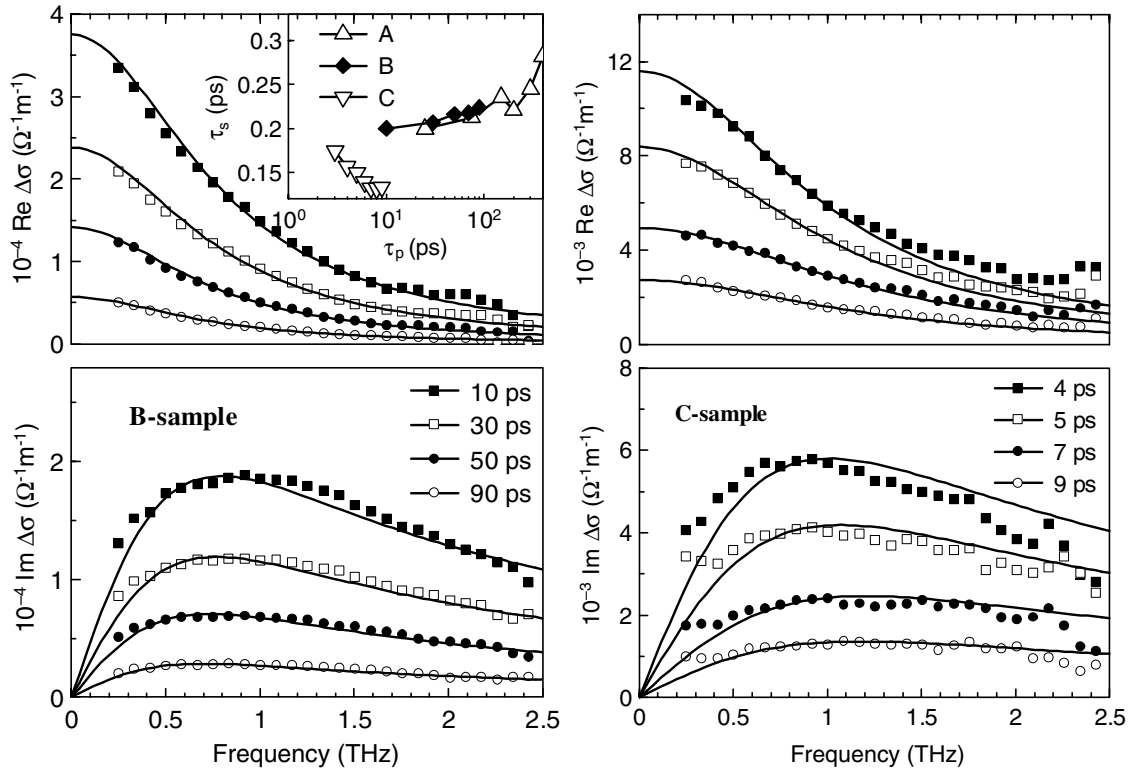 10⁻⁴ Re Δσ (Ω⁻¹m⁻¹)
4
3
2
1
0
τs (ps)
0.3
0.25
0.2
0.15
A
B
C
10⁰ 10¹ 10²
τp (ps)
10⁻³ Re Δσ (Ω⁻¹m⁻¹)
12
8
4
0
10⁻⁴ Im Δσ (Ω⁻¹m⁻¹)
2
1
0
B-sample
10 ps
30 ps
50 ps
90 ps
0 0.5 1 1.5 2 2.5
Frequency (THz)
10⁻³ Im Δσ (Ω⁻¹m⁻¹)
8
6
4
2
0
C-sample
4 ps
5 ps
7 ps
9 ps
0 0.5 1 1.5 2 2.5
Frequency (THz)